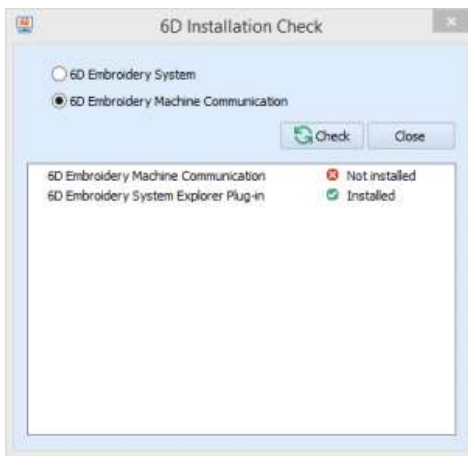 6D Installation Check
6D Embroidery System
6D Embroidery Machine Communication
Check Close
6D Embroidery Machine Communication Not installed
6D Embroidery System Explorer Plug-in Installed